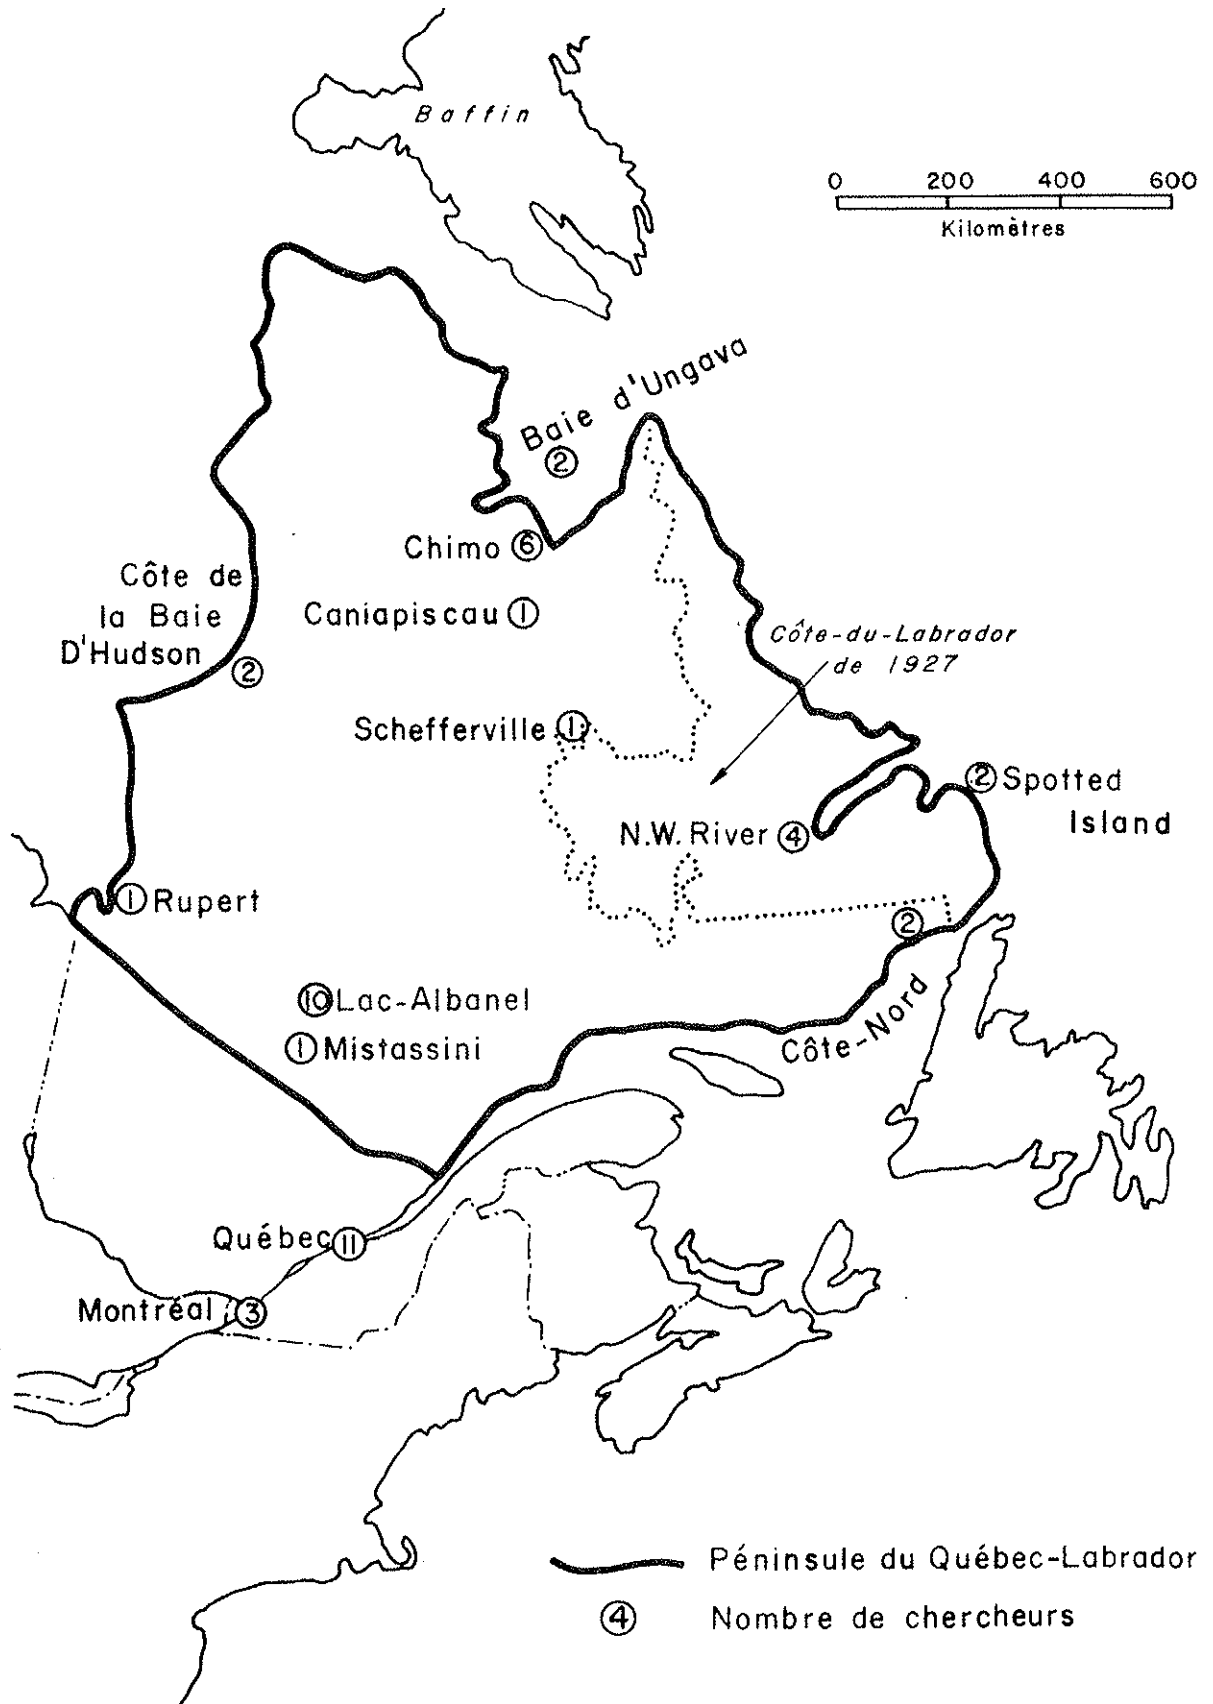 Baffin
0 200 400 600
Kilomètres
Baie d'Ungava
2
Chimo 6
Côte de
la Baie
D'Hudson
2
Caniapiscau 1
Côte-du-Labrador
de 1927
Schefferville 1
2 Spotted
Island
N.W. River 4
1 Rupert
2
Côte-Nord
10 Lac-Albanel
1 Mistassini
Québec 11
Montréal 3
Péninsule du Québec-Labrador
4 Nombre de chercheurs